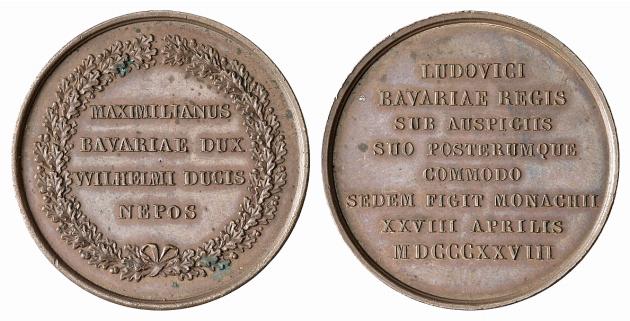 MAXIMILIANUS
BAVARIAE DUX
WILHELMI DUCIS
NEPOS
LUDOVICI
BAVARIAE REGIS
SUB AUSPIGIIS
SUO POSTERUMQUE
COMMODO
SEDEM FIGIT MONACHII
XXVIII APRILIS
MDCCCXXVIII